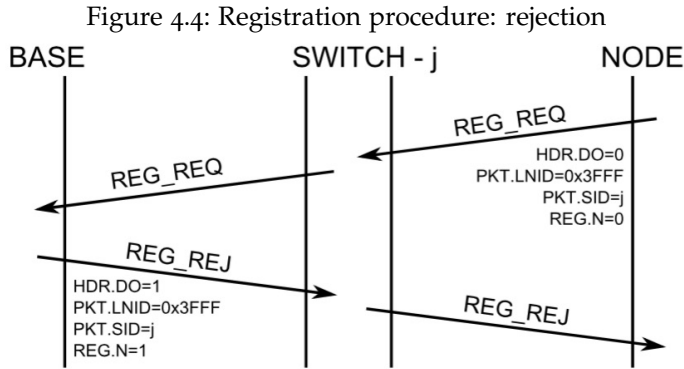 Figure 4.4: Registration procedure: rejection
BASE SWITCH - j NODE
REG_REQ
HDR.DO=0
PKT.LNID=0x3FFF
PKT.SID=j
REG.N=0
REG_REQ
REG_REJ
HDR.DO=1
PKT.LNID=0x3FFF
PKT.SID=j
REG.N=1
REG_REJ